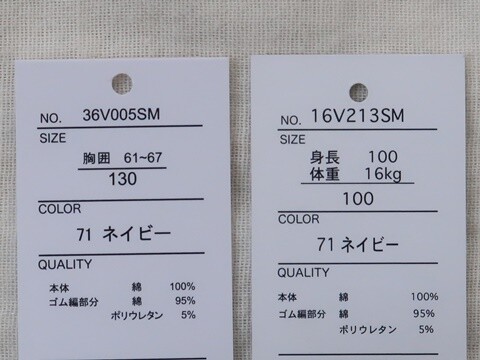 NO. 36V005SM
SIZE
胸囲 61~67
130
COLOR
71 ネイビー
QUALITY
本体 綿 100%
ゴム編部分 綿 95%
ポリウレタン 5%
NO. 16V213SM
SIZE
身長 100
体重 16kg
100
COLOR
71 ネイビー
QUALITY
本体 綿 100%
ゴム編部分 綿 95%
ポリウレタン 5%